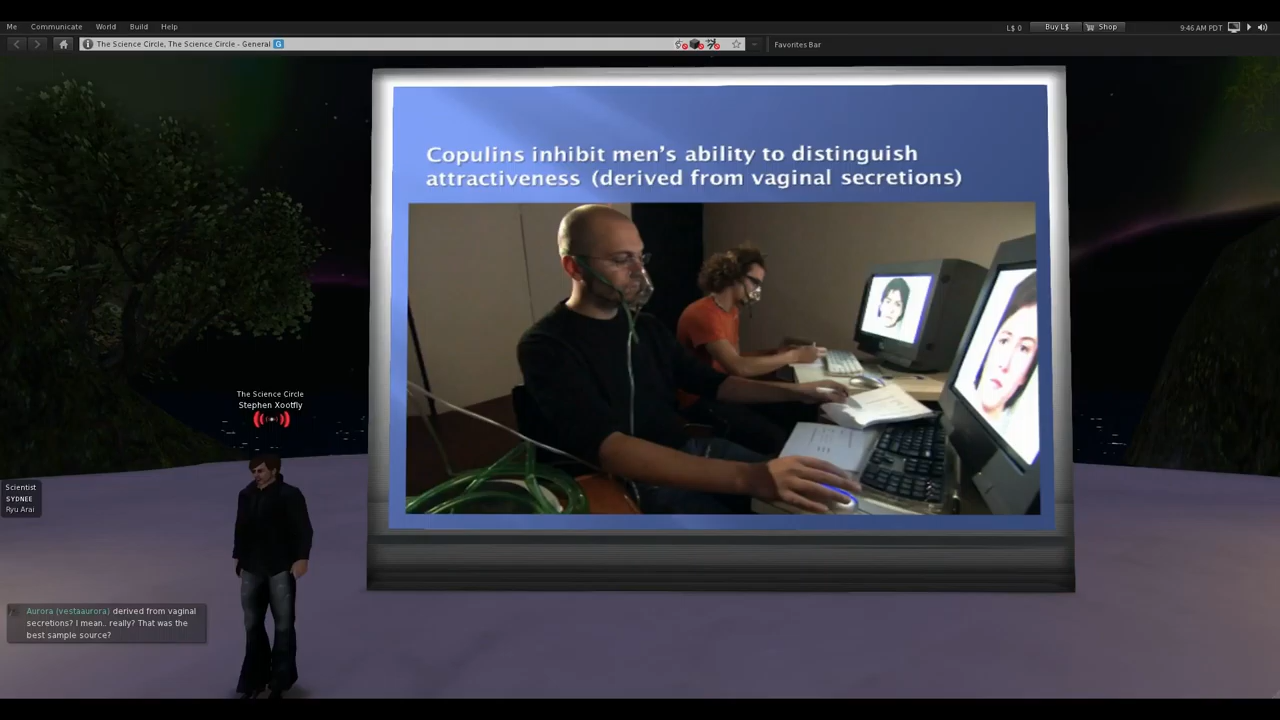 Me Communicate World Build Help L$ 0 Buy L$ Shop 9:46 AM PDT
The Science Circle, The Science Circle - General G Favorites Bar
Copulins inhibit men's ability to distinguish
attractiveness (derived from vaginal secretions)
The Science Circle
Stephen Xootfly
Scientist
SYDNEE
Ryu Arai
Aurora (vestaaurora) derived from vaginal
secretions? I mean.. really? That was the
best sample source?